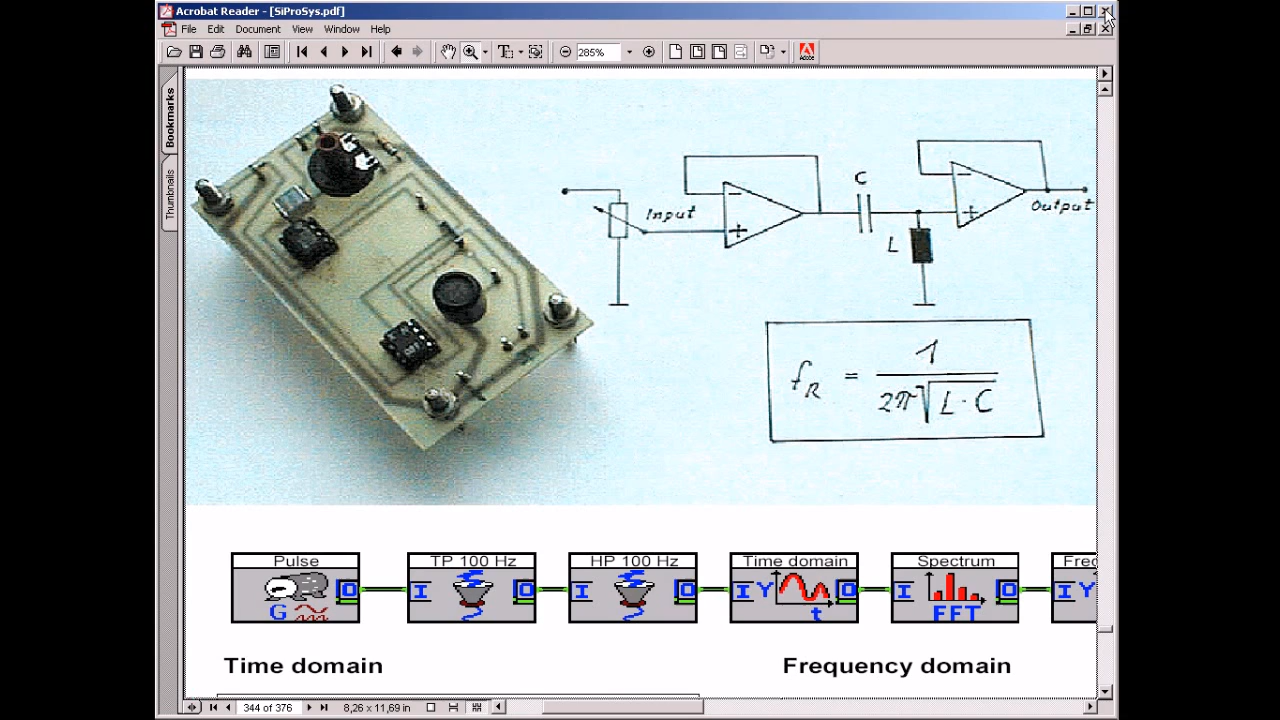 Acrobat Reader - [SiProSys.pdf]
File Edit Document View Window Help
285%
Adobe
Bookmarks
Thumbnails
Input
C
L
Output
fR = 1 / 2π√L·C
Pulse
TP 100 Hz
HP 100 Hz
Time domain
Spectrum
G
O
I
O
I
O
I Y
t
O
I
FFT
O
I Y
Time domain
Frequency domain
344 of 376
8,26 x 11,69 in